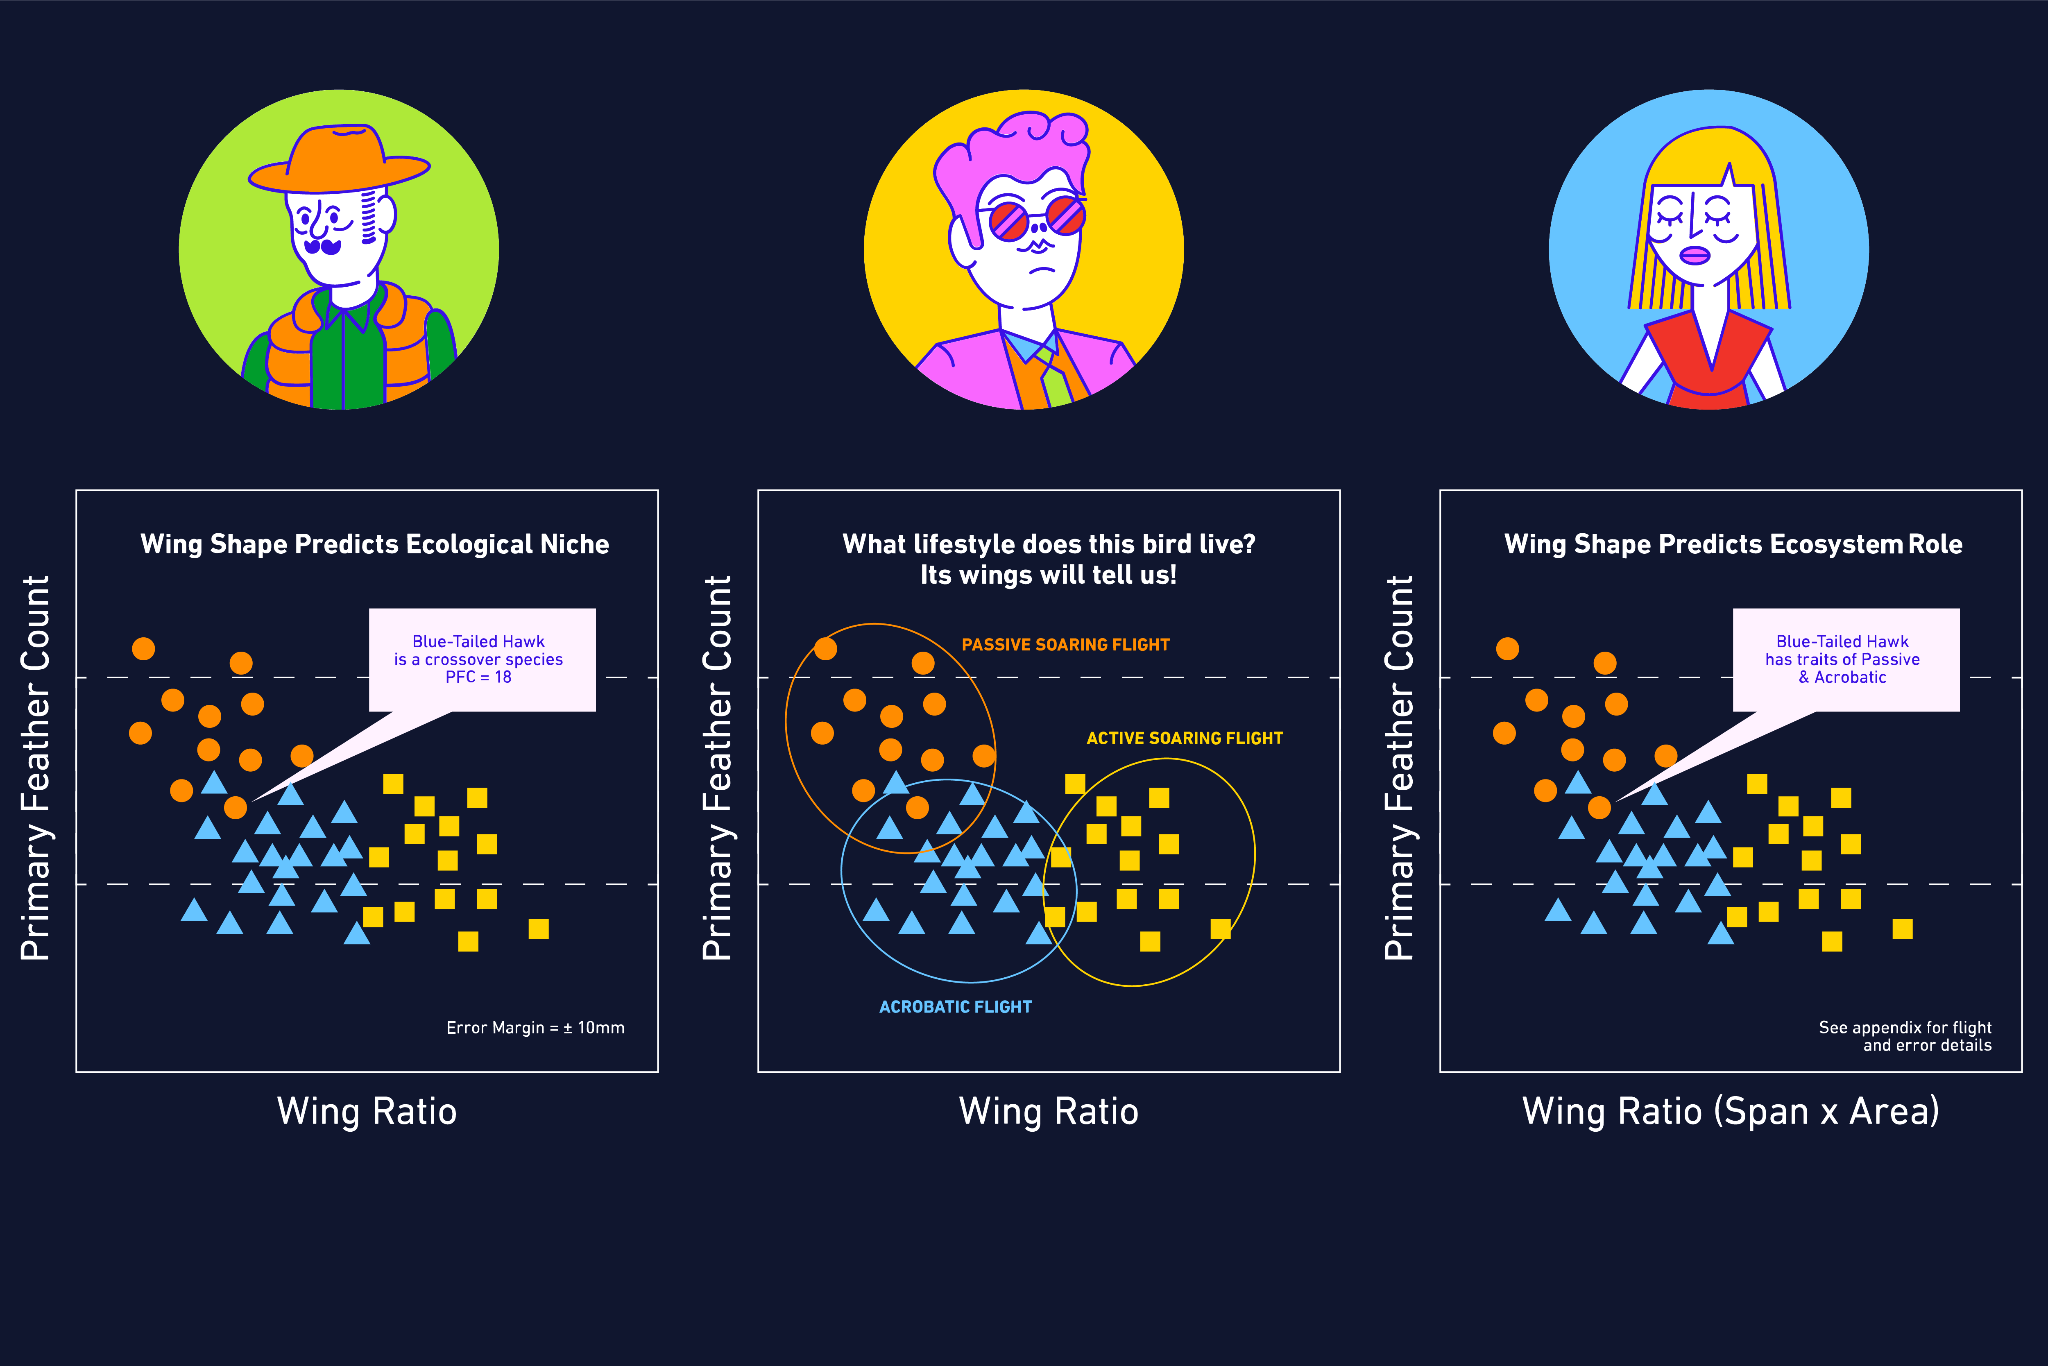 Primary Feather Count
Wing Shape Predicts Ecological Niche
Blue-Tailed Hawk
is a crossover species
PFC = 18
Error Margin = ± 10mm
Wing Ratio
Primary Feather Count
What lifestyle does this bird live?
Its wings will tell us!
PASSIVE SOARING FLIGHT
ACTIVE SOARING FLIGHT
ACROBATIC FLIGHT
Wing Ratio
Primary Feather Count
Wing Shape Predicts Ecosystem Role
Blue-Tailed Hawk
has traits of Passive
& Acrobatic
See appendix for flight
and error details
Wing Ratio (Span x Area)